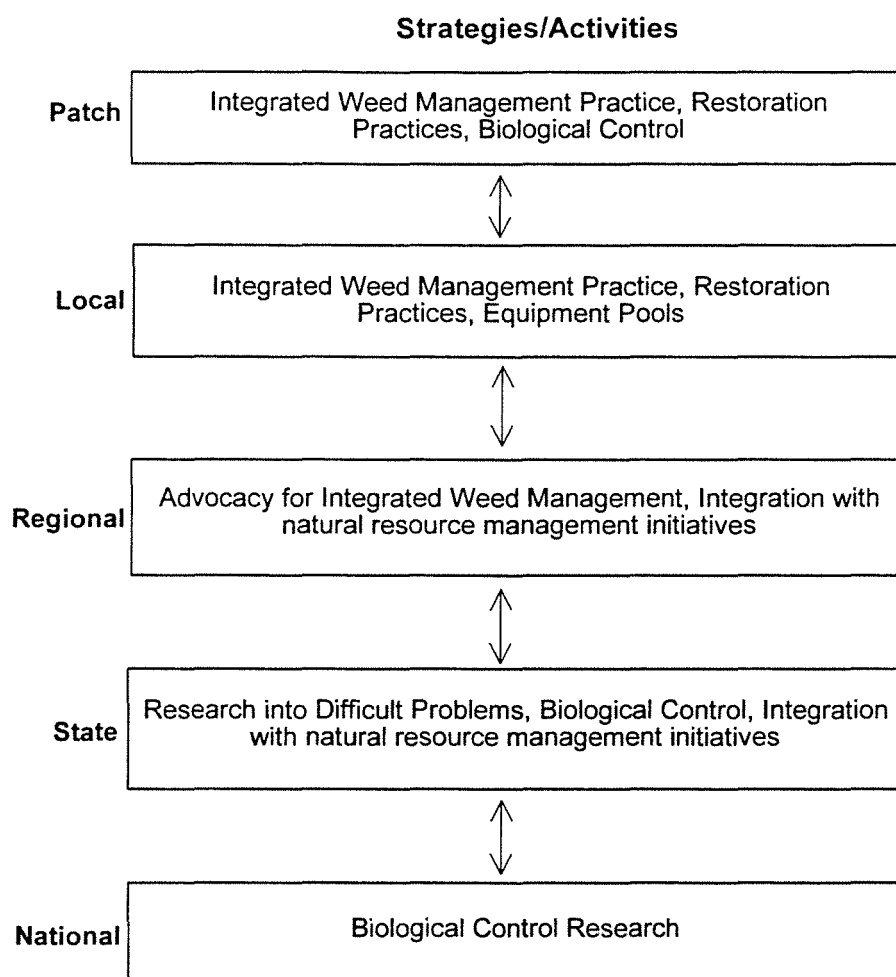 Strategies/Activities
Patch
Integrated Weed Management Practice, Restoration
Practices, Biological Control
Local
Integrated Weed Management Practice, Restoration
Practices, Equipment Pools
Regional
Advocacy for Integrated Weed Management, Integration with
natural resource management initiatives
State
Research into Difficult Problems, Biological Control, Integration
with natural resource management initiatives
National
Biological Control Research